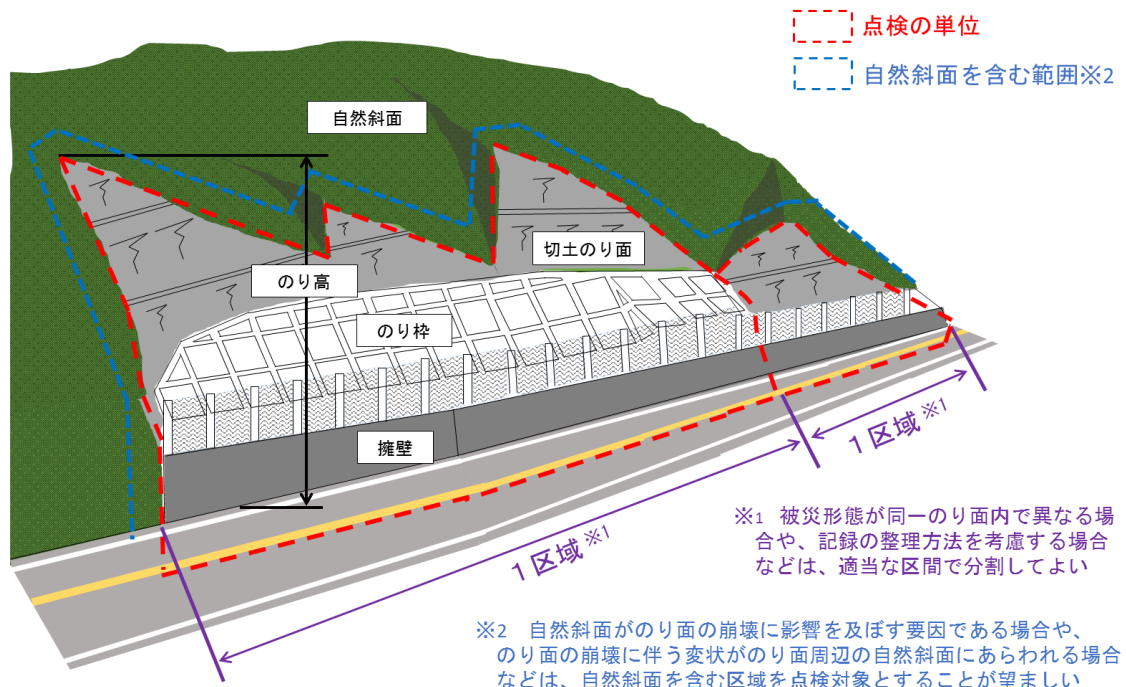 点検の単位
自然斜面を含む範囲※2
自然斜面
切土のり面
のり高
のり枠
擁壁
1区域※1
1区域※1
※1 被災形態が同一のり面内で異なる場
合や、記録の整理方法を考慮する場合
などは、適当な区間で分割してよい
※2 自然斜面がのり面の崩壊に影響を及ぼす要因である場合や、
のり面の崩壊に伴う変状がのり面周辺の自然斜面にあらわれる場合
などは、自然斜面を含む区域を点検対象とすることが望ましい